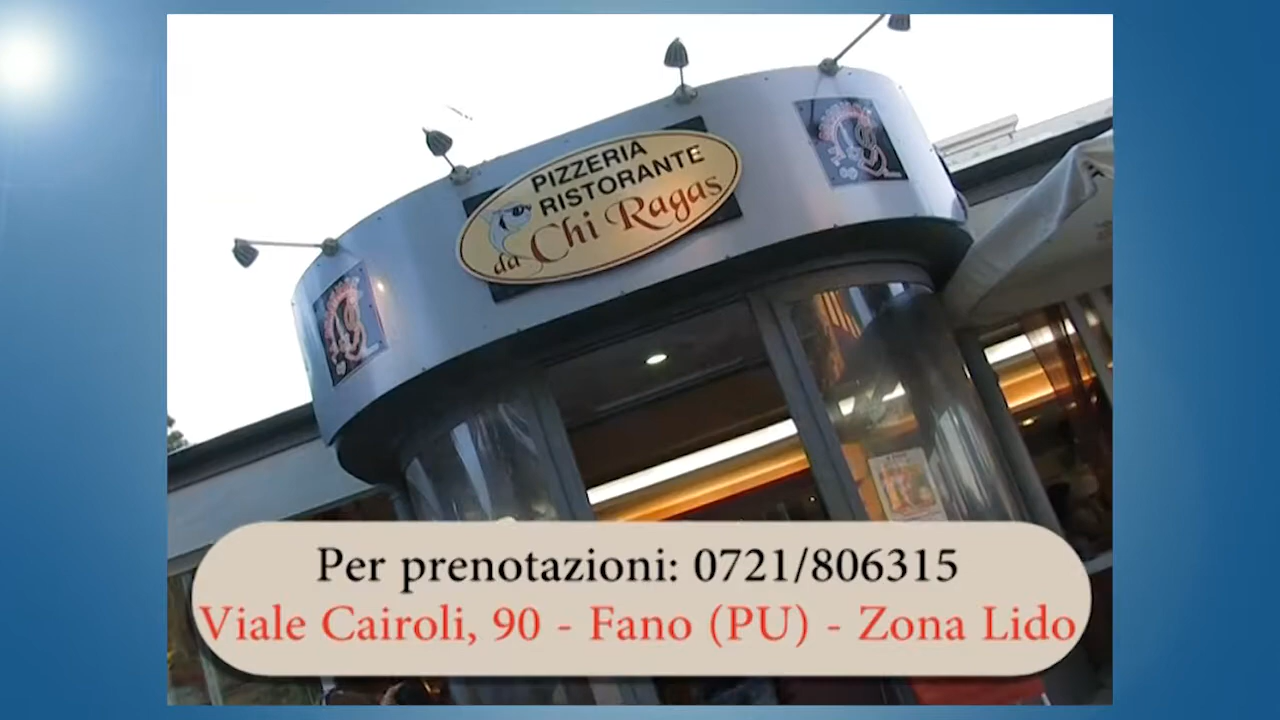 PIZZERIA
RISTORANTE
da Chi Ragas
Per prenotazioni: 0721/806315
Viale Cairoli, 90 - Fano (PU) - Zona Lido